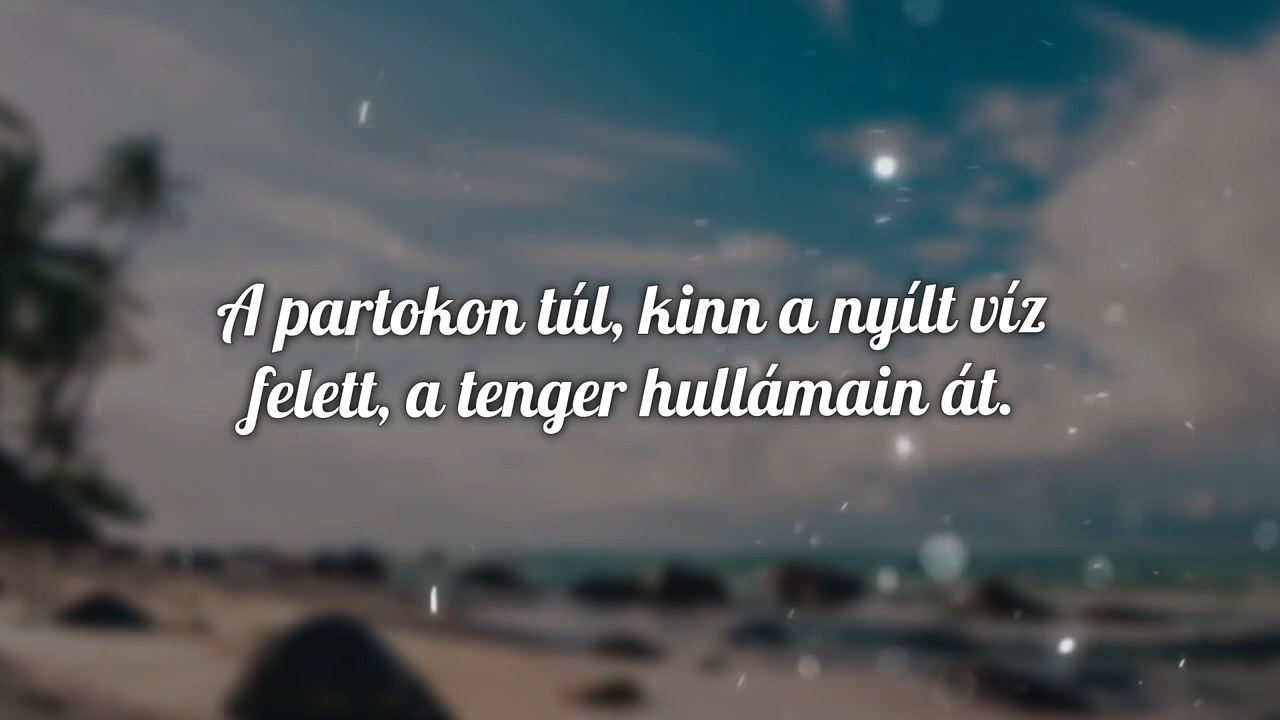 A partokon túl, kinn a nyílt víz
felett, a tenger hullámain át.